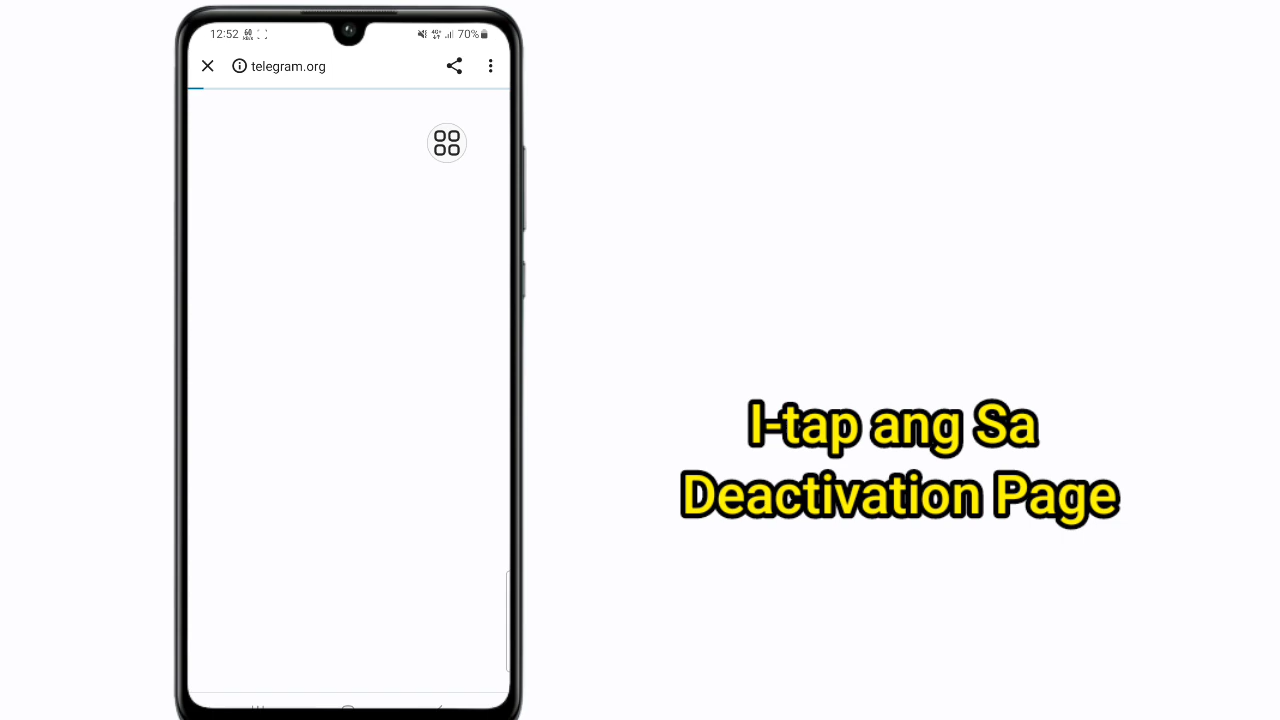 12:52
70%
telegram.org
I-tap ang Sa
Deactivation Page